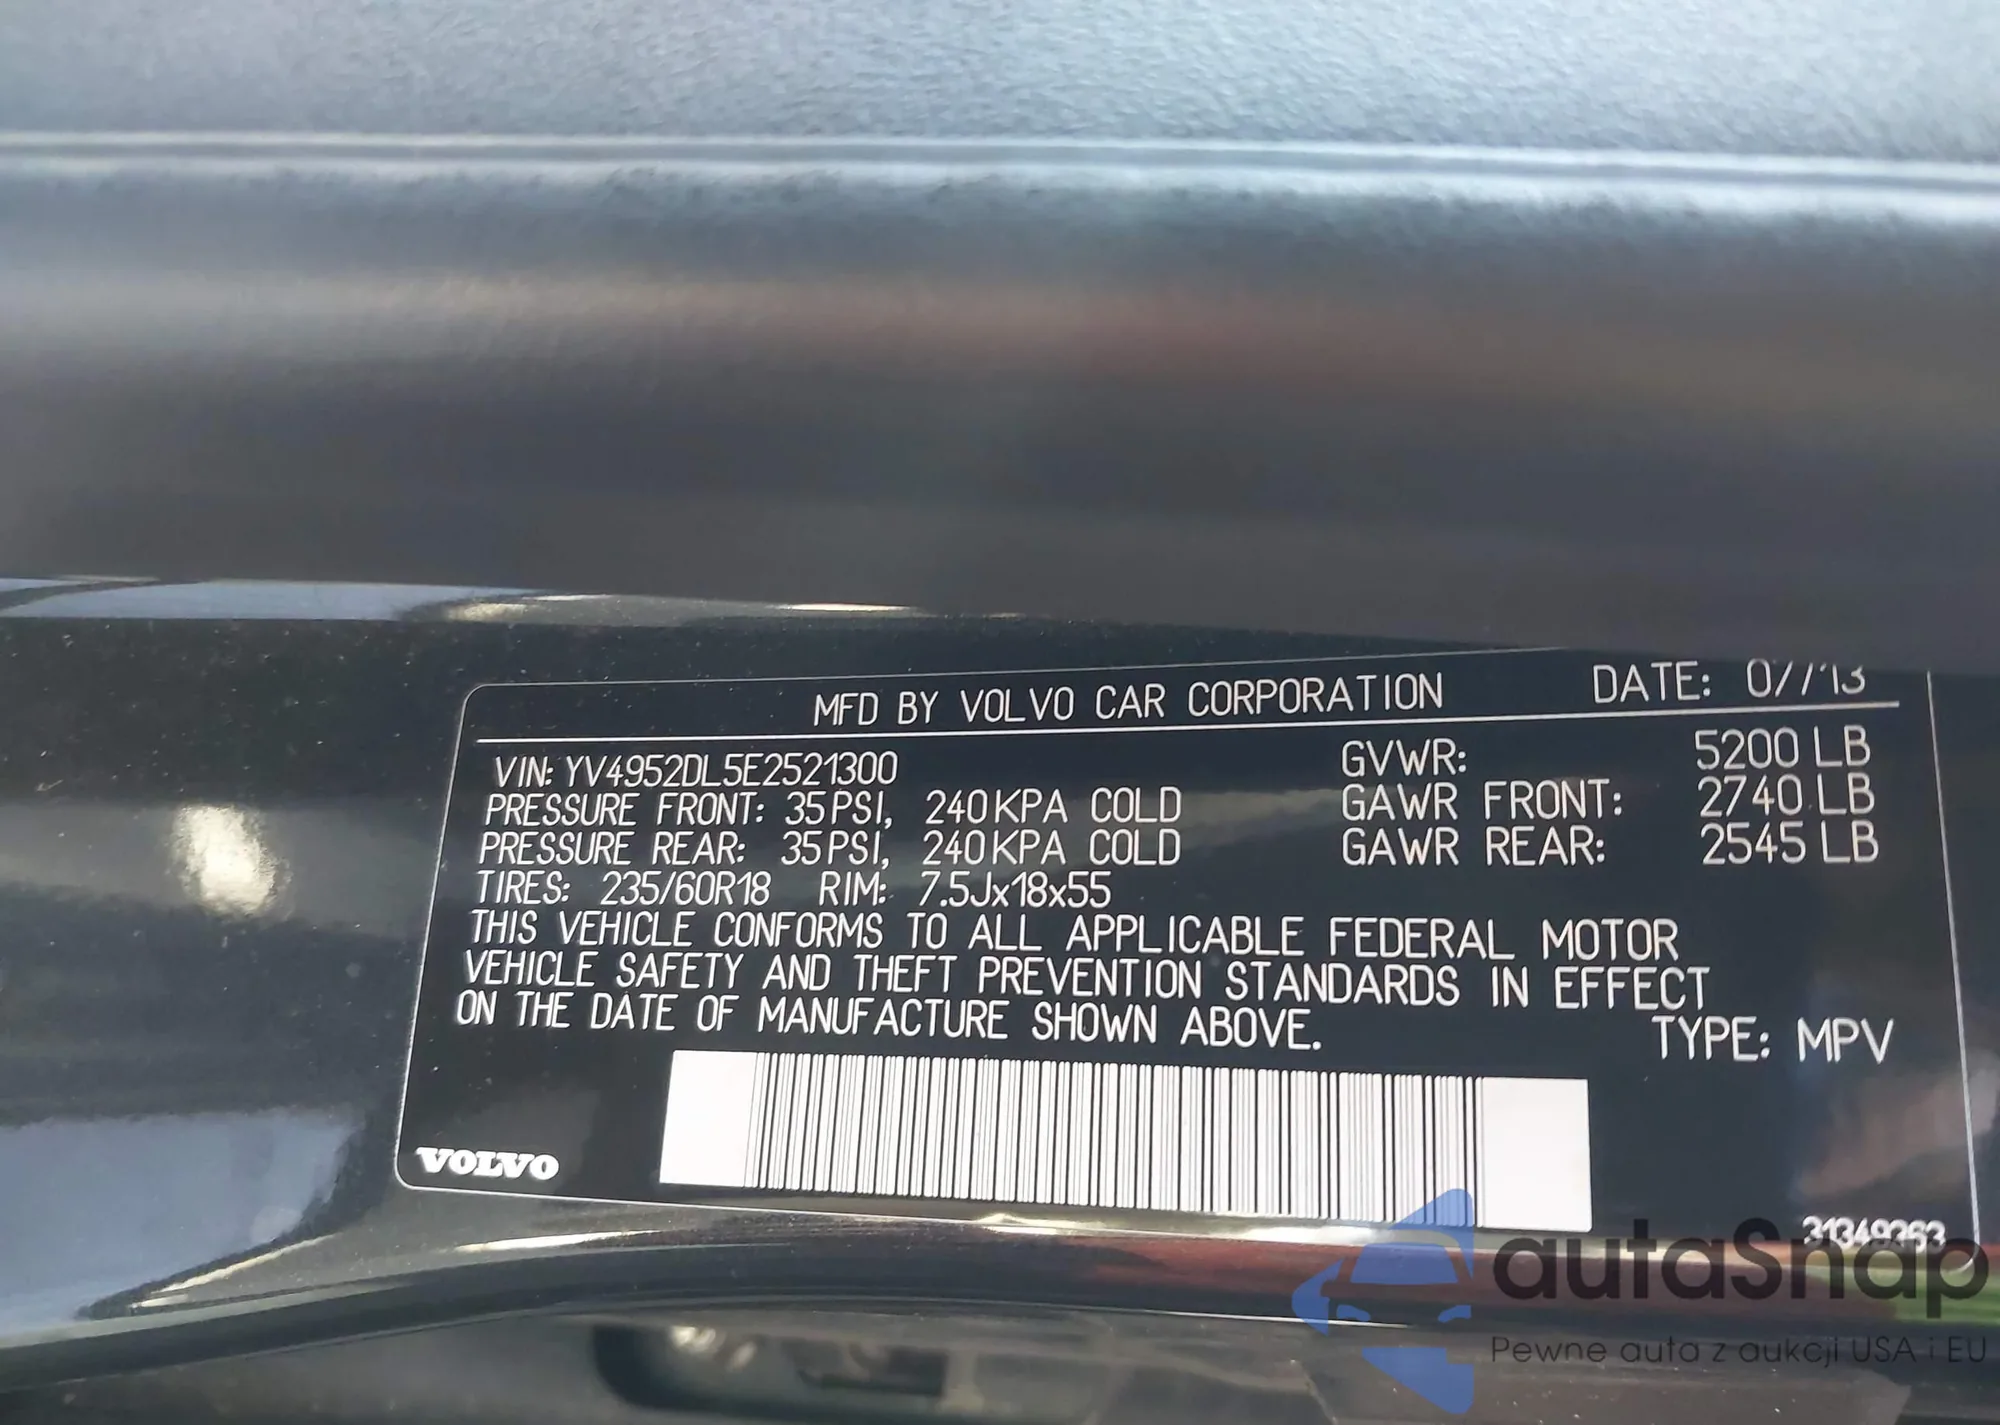 MFD BY VOLVO CAR CORPORATION DATE: 07/13
VIN: YV4952DL5E2521300 GVWR: 5200 LB
PRESSURE FRONT: 35 PSI, 240 KPA COLD GAWR FRONT: 2740 LB
PRESSURE REAR: 35 PSI, 240 KPA COLD GAWR REAR: 2545 LB
TIRES: 235/60R18 RIM: 7.5Jx18x55
THIS VEHICLE CONFORMS TO ALL APPLICABLE FEDERAL MOTOR
VEHICLE SAFETY AND THEFT PREVENTION STANDARDS IN EFFECT
ON THE DATE OF MANUFACTURE SHOWN ABOVE.
TYPE: MPV
VOLVO
31349363
autaSnap
Pewne auta z aukcji USA i EU